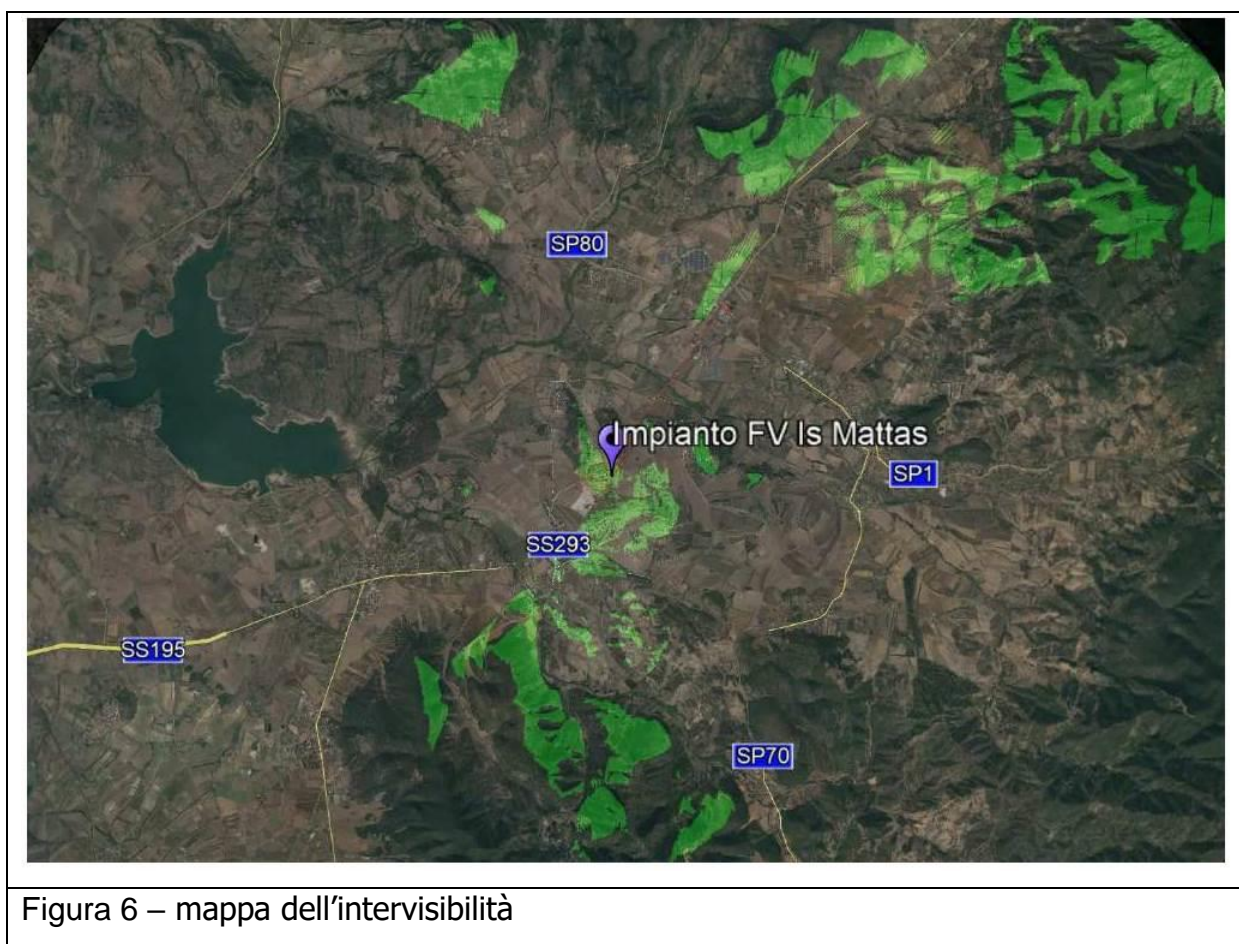 SP80
Impianto FV Is Mattas
SP1
SS293
SS195
SP70
Figura 6 – mappa dell’intervisibilità